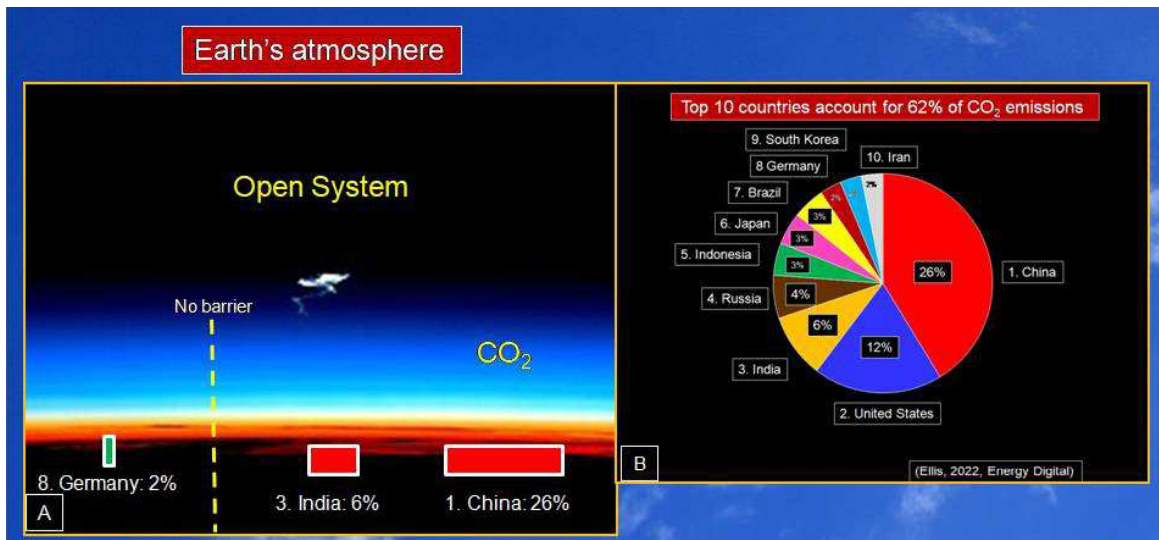 Earth's atmosphere
Open System
No barrier
CO₂
8. Germany: 2%
3. India: 6%
1. China: 26%
A
Top 10 countries account for 62% of CO₂ emissions
9. South Korea
8 Germany
10. Iran
7. Brazil
6. Japan
5. Indonesia
4. Russia
3. India
2. United States
1. China
26%
12%
6%
4%
3%
3%
3%
2%
2%
B
(Ellis, 2022, Energy Digital)